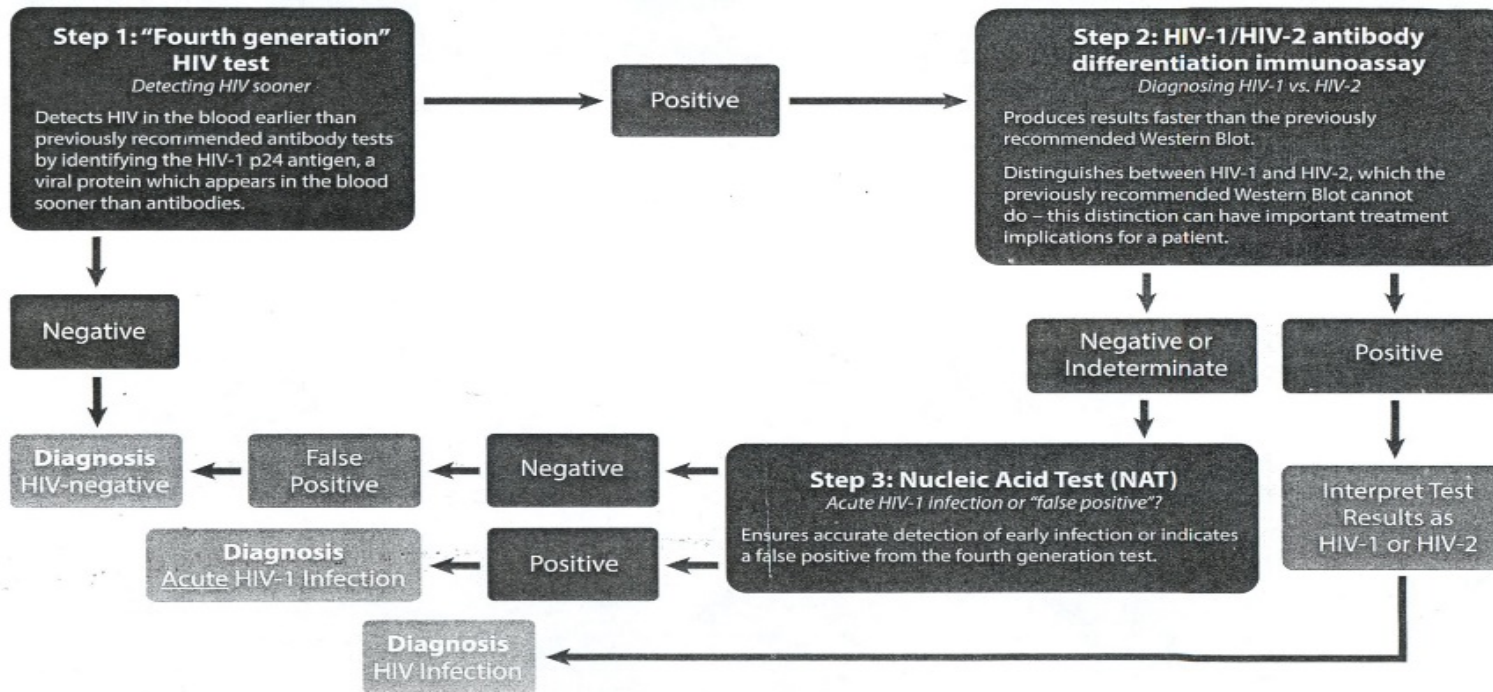 Step 1: “Fourth generation”
HIV test
Detecting HIV sooner
Detects HIV in the blood earlier than
previously recommended antibody tests
by identifying the HIV-1 p24 antigen, a
viral protein which appears in the blood
sooner than antibodies.
Positive
Step 2: HIV-1/HIV-2 antibody
differentiation immunoassay
Diagnosing HIV-1 vs. HIV-2
Produces results faster than the previously
recommended Western Blot.
Distinguishes between HIV-1 and HIV-2, which the
previously recommended Western Blot cannot
do – this distinction can have important treatment
implications for a patient.
Negative
Negative or
Indeterminate
Positive
Diagnosis
HIV-negative
False
Positive
Negative
Step 3: Nucleic Acid Test (NAT)
Acute HIV-1 infection or “false positive”?
Ensures accurate detection of early infection or indicates
a false positive from the fourth generation test.
Interpret Test
Results as
HIV-1 or HIV-2
Diagnosis
Acute HIV-1 Infection
Positive
Diagnosis
HIV Infection